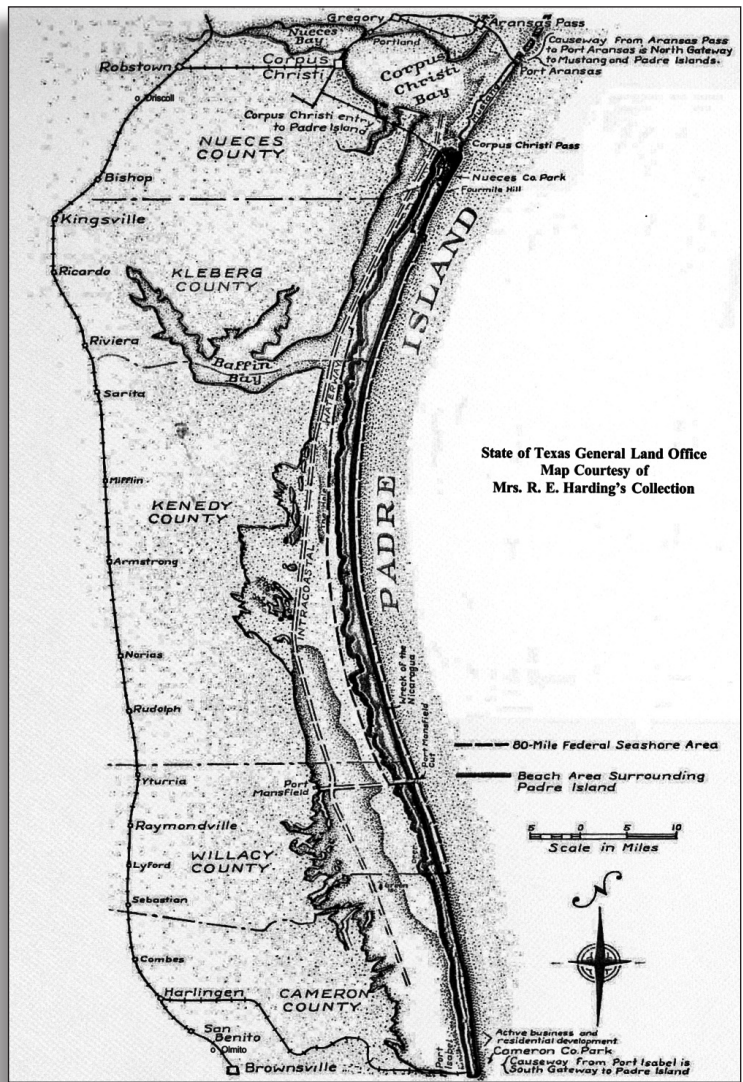 Gregory
Aransas Pass
Nueces
Bay
Portland
Causeway from Aransas Pass
to Port Aransas is North Gateway
to Mustang and Padre Islands.
Port Aransas
Robstown
Corpus
Christi
Corpus
Christi
Bay
Mustang
Driscoll
Corpus Christi entry
to Padre Island
Corpus Christi Pass
NUECES
COUNTY
Nueces Co. Park
Fourmile Hill
Bishop
Kingsville
Ricardo
KLEBERG
COUNTY
ISLAND
Riviera
Baffin
Bay
Sarita
WATERWAY
State of Texas General Land Office
Map Courtesy of
Mrs. R. E. Harding's Collection
Mifflin
KENEDY
COUNTY
PADRE
Armstrong
INTRACOASTAL
Norias
Wreck of the
Nicaragua
Rudolph
80-Mile Federal Seashore Area
Yturria
Port
Mansfield
Port Mansfield
Cut
Beach Area Surrounding
Padre Island
Raymondville
5 0 5 10
Scale in Miles
WILLACY
COUNTY
Lyford
Sebastian
N
Combes
Harlingen
CAMERON
COUNTY
San
Benito
Olmito
Port
Isabel
Active business and
residential development
Cameron Co. Park
Causeway from Port Isabel is
South Gateway to Padre Island
Brownsville